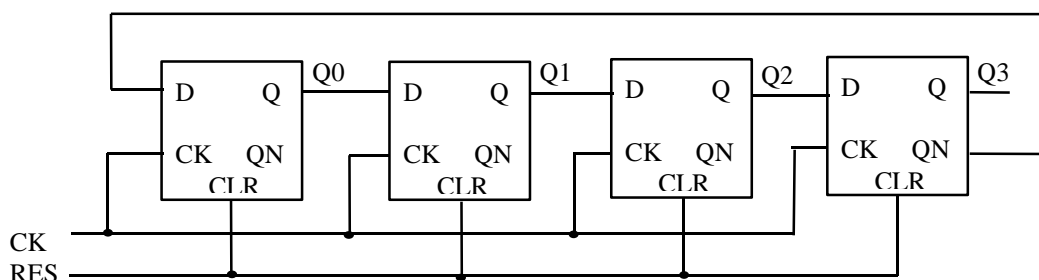 Q0 Q1 Q2 Q3
D Q D Q D Q D Q
CK QN CK QN CK QN CK QN
CLR CLR CLR CLR
CK
RES